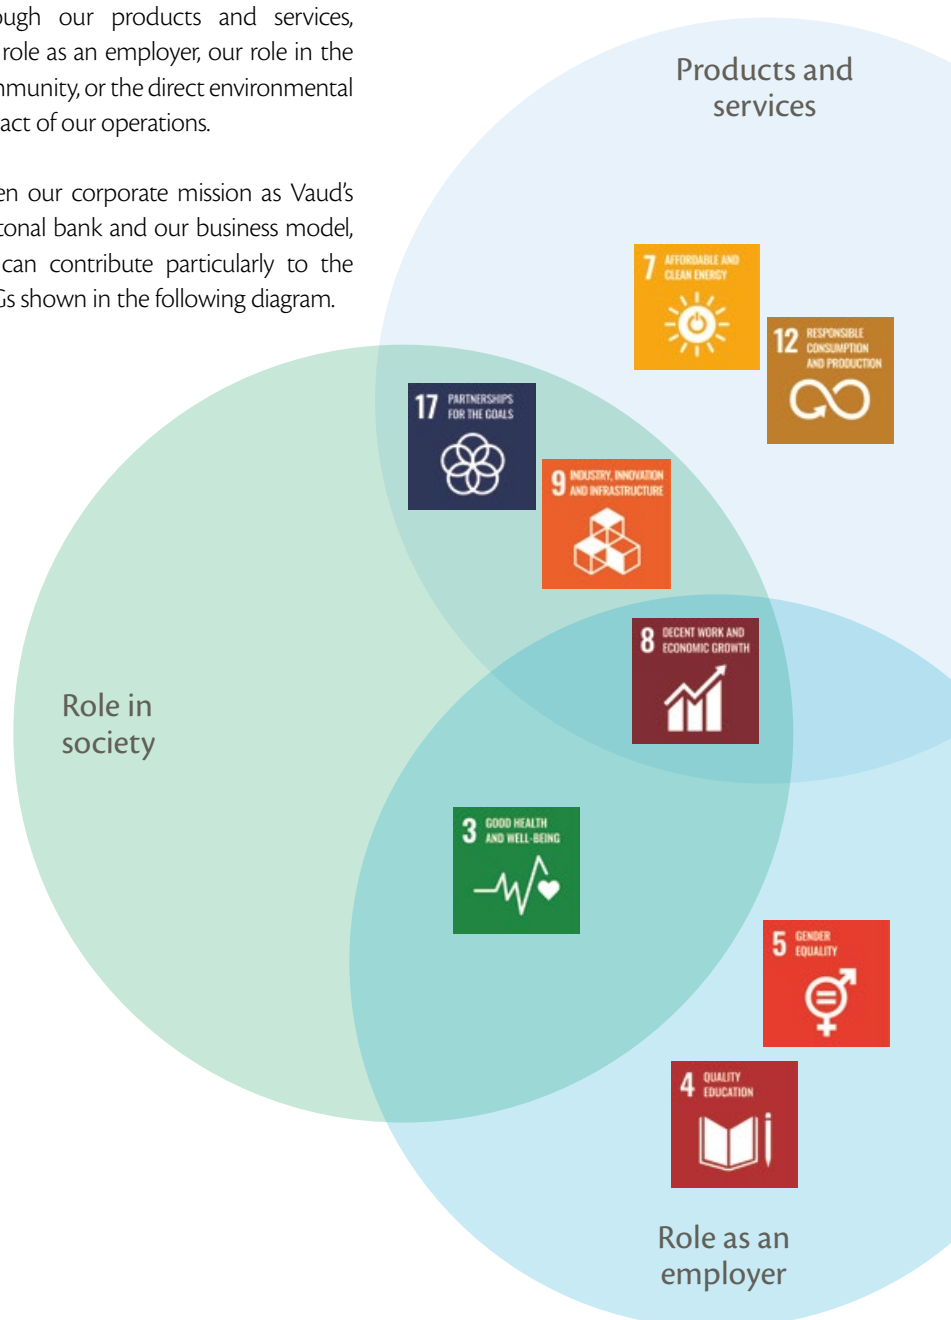 ough our products and services,
role as an employer, our role in the
nmunity, or the direct environmental
act of our operations.
en our corporate mission as Vaud's
tonal bank and our business model,
can contribute particularly to the
Gs shown in the following diagram.
Products and
services
7 AFFORDABLE AND
CLEAN ENERGY
12 RESPONSIBLE
CONSUMPTION
AND PRODUCTION
17 PARTNERSHIPS
FOR THE GOALS
9 INDUSTRY, INNOVATION
AND INFRASTRUCTURE
8 DECENT WORK AND
ECONOMIC GROWTH
Role in
society
3 GOOD HEALTH
AND WELL-BEING
5 GENDER
EQUALITY
4 QUALITY
EDUCATION
Role as an
employer